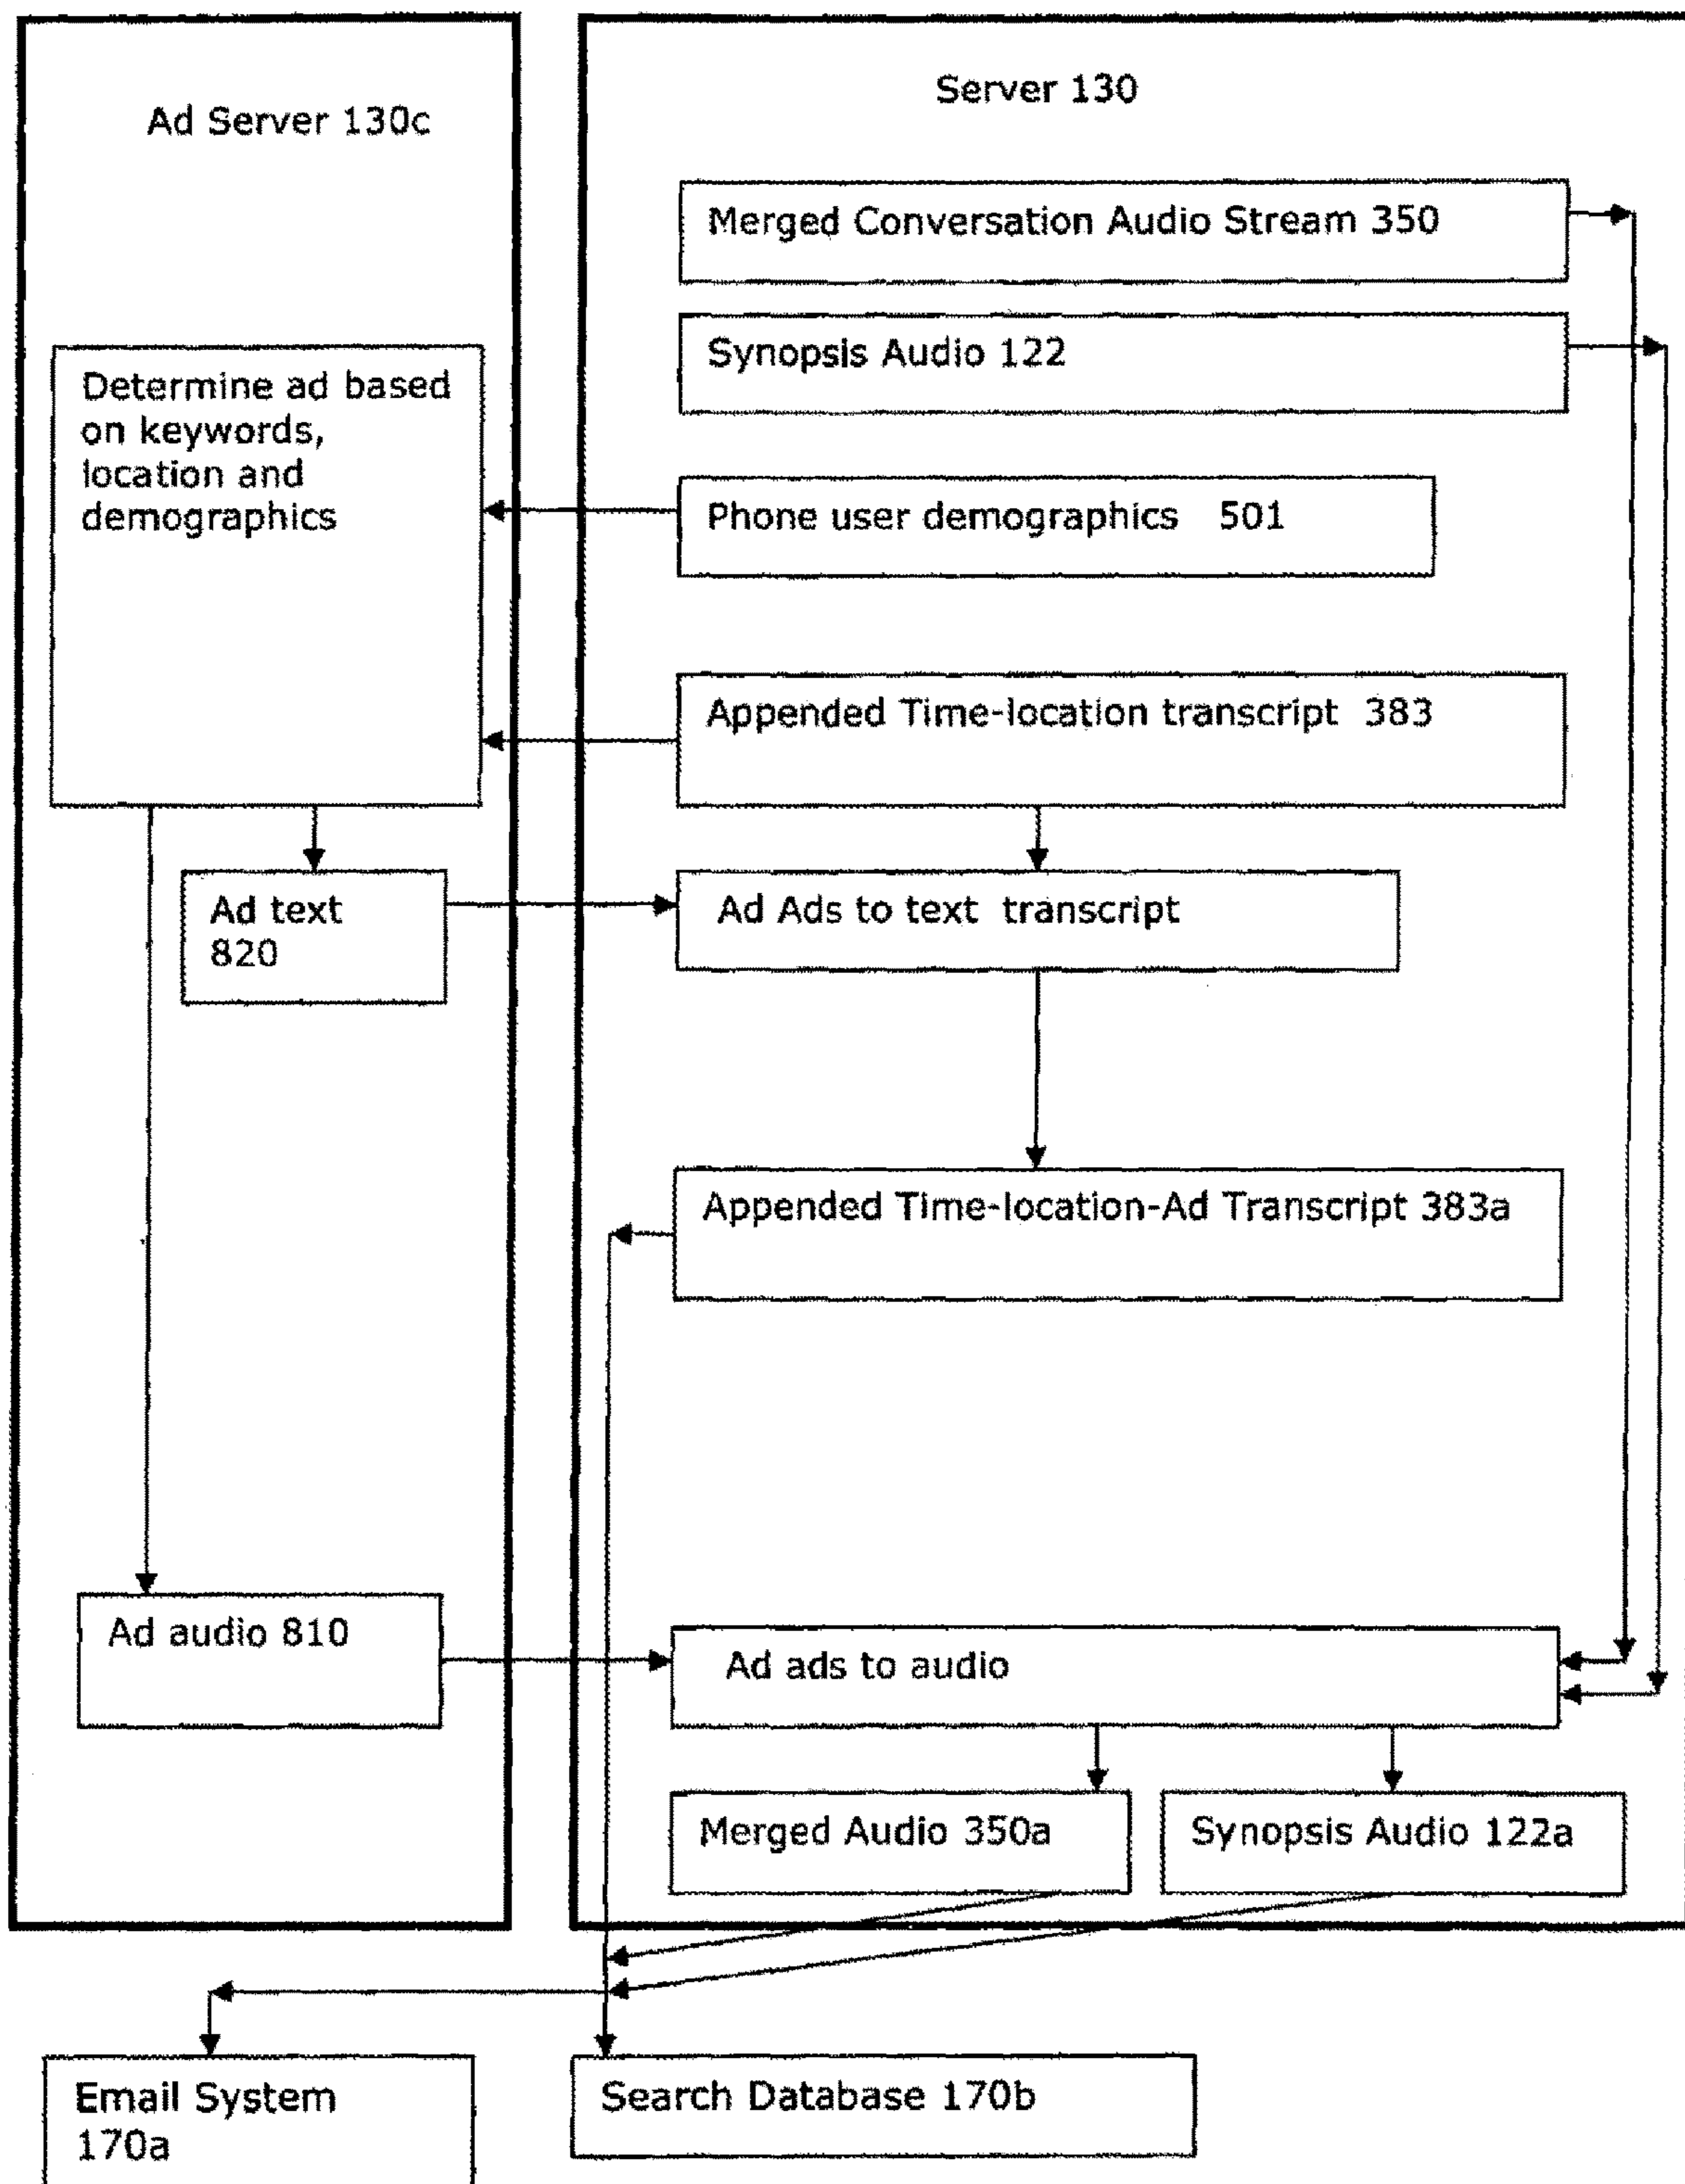 Ad Server 130c
Server 130
Merged Conversation Audio Stream 350
Synopsis Audio 122
Determine ad based
on keywords,
location and
demographics
Phone user demographics 501
Appended Time-location transcript 383
Ad text
820
Ad Ads to text transcript
Appended Time-location-Ad Transcript 383a
Ad audio 810
Ad ads to audio
Merged Audio 350a
Synopsis Audio 122a
Email System
170a
Search Database 170b